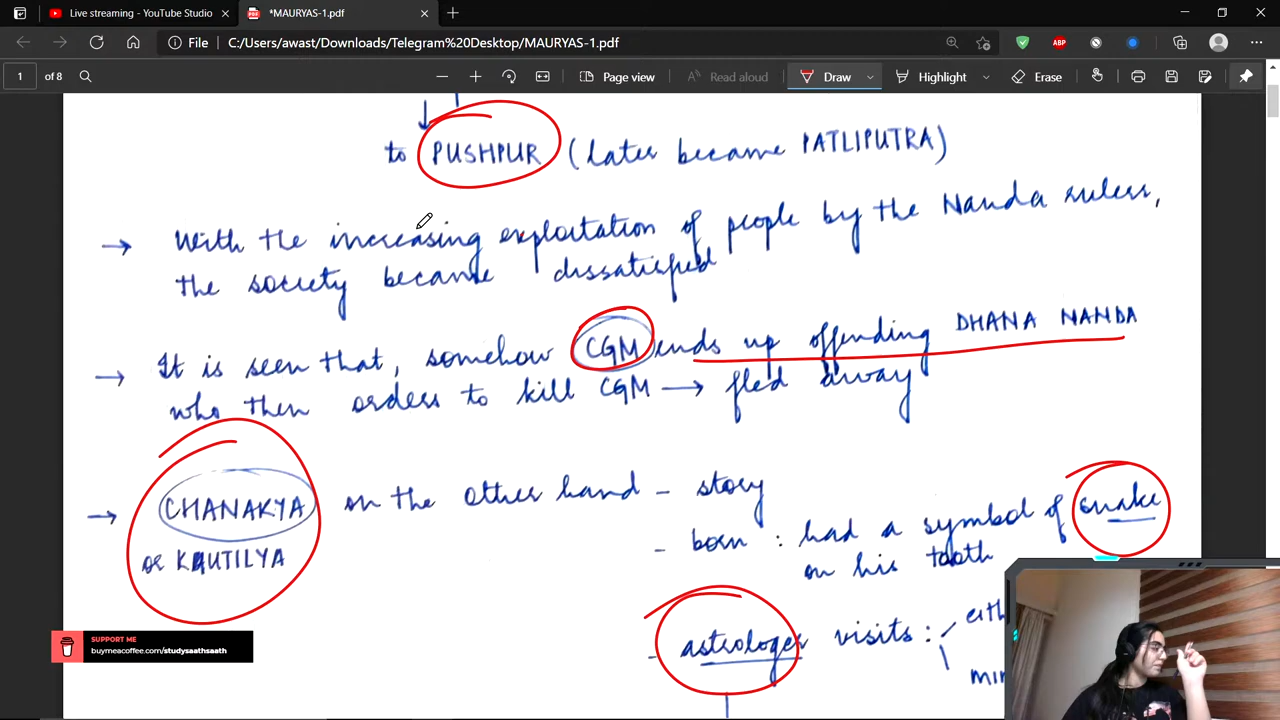 Live streaming - YouTube Studio
*MAURYAS-1.pdf
File
C:/Users/awast/Downloads/Telegram%20Desktop/MAURYAS-1.pdf
ABP
1 of 8
Page view
Read aloud
Draw
Highlight
Erase
to PUSHPUR (later became PATLIPUTRA)
→ With the increasing exploitation of people by the Nanda rulers,
the society became dissatisfied
→ It is seen that, somehow CGM ends up offending DHANA NANDA
who then orders to kill CGM → fled away
→ CHANAKYA on the other hand - story
or KAUTILYA
- born : had a symbol of snake
on his tooth
- astrologer visits :
SUPPORT ME
buymeacoffee.com/studysaathsaath